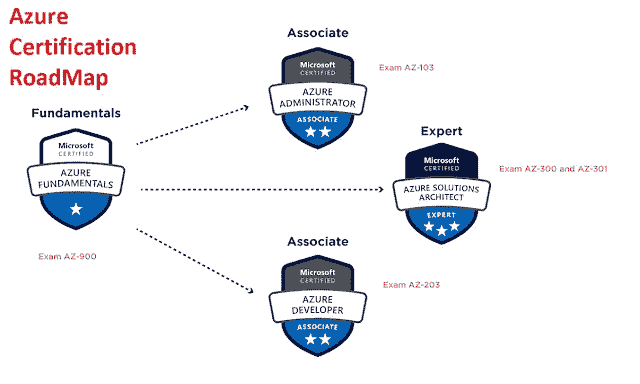 Azure
Certification
RoadMap
Associate
Microsoft
CERTIFIED
AZURE
ADMINISTRATOR
ASSOCIATE
Exam AZ-103
Fundamentals
Microsoft
CERTIFIED
AZURE
FUNDAMENTALS
Exam AZ-900
Expert
Microsoft
CERTIFIED
AZURE SOLUTIONS
ARCHITECT
EXPERT
Exam AZ-300 and AZ-301
Associate
Microsoft
CERTIFIED
AZURE
DEVELOPER
ASSOCIATE
Exam AZ-203